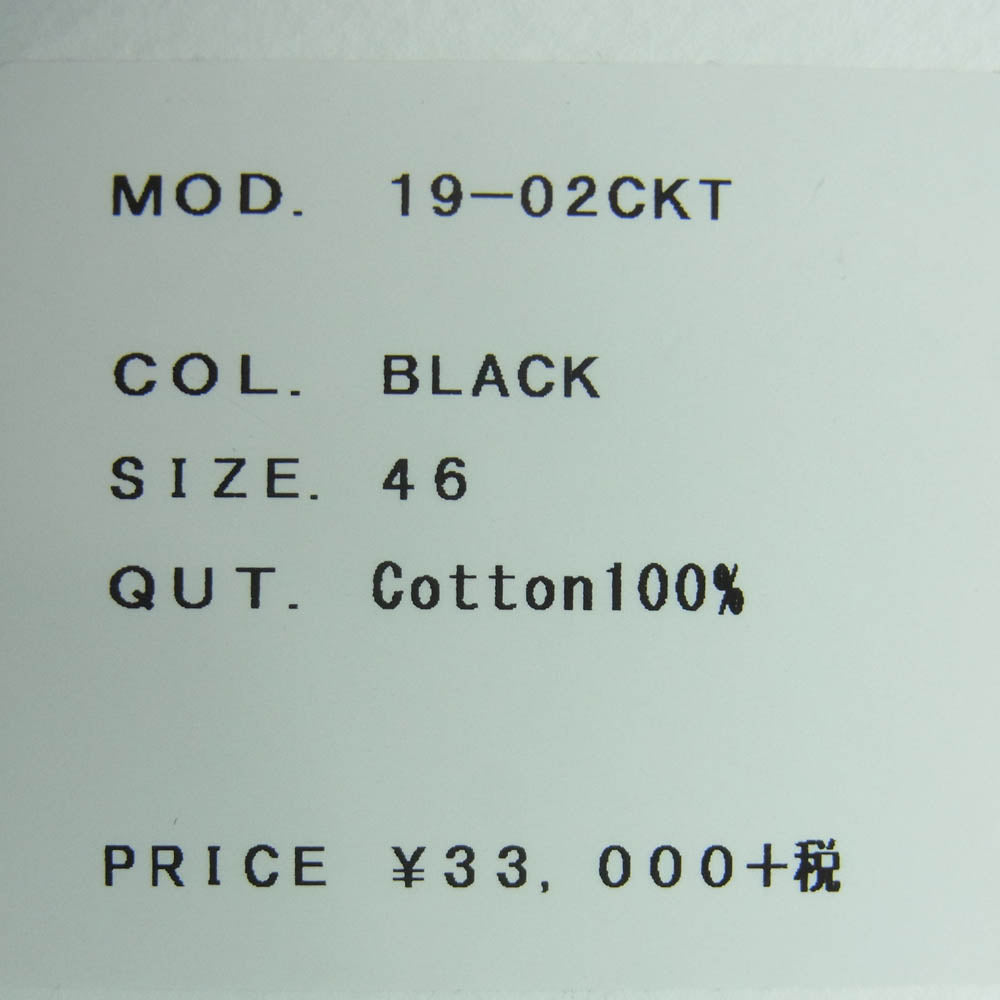 MOD. 19-02CKT
COL. BLACK
SIZE. 46
QUT. Cotton100%
PRICE ¥33,000+税